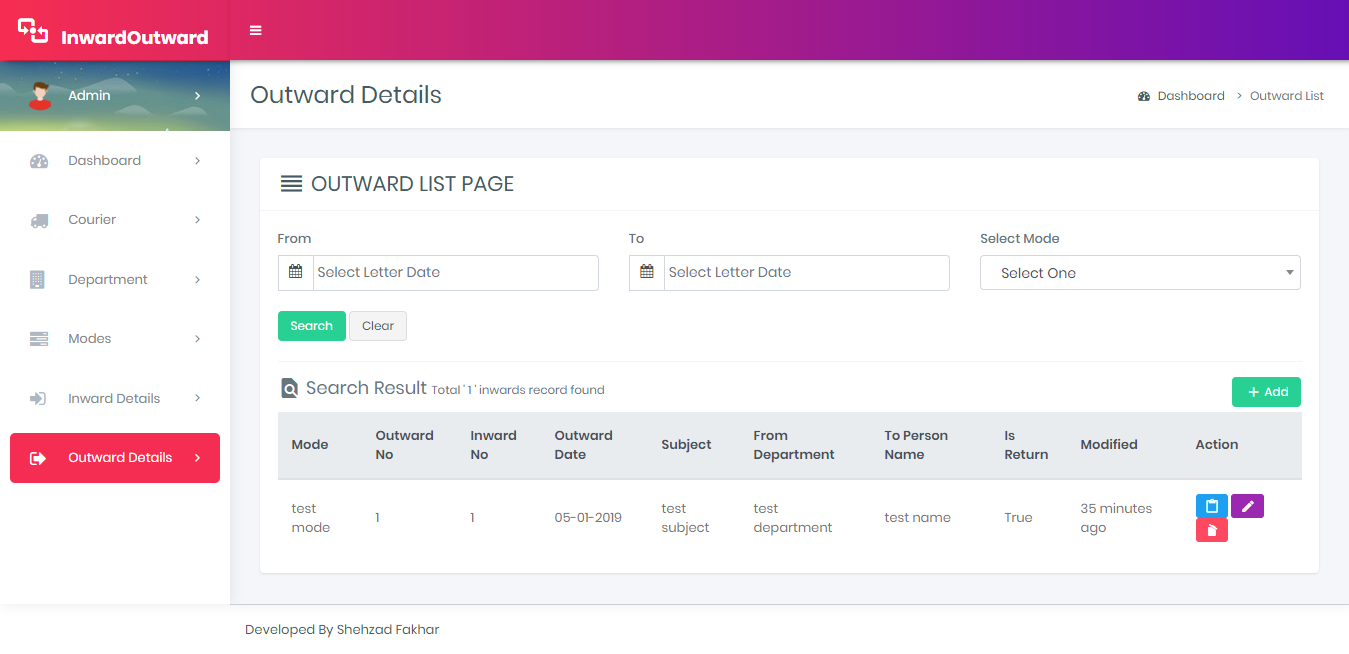 InwardOutward
Admin
Outward Details
Dashboard > Outward List
Dashboard
Courier
Department
Modes
Inward Details
Outward Details
OUTWARD LIST PAGE
From
To
Select Mode
Select Letter Date
Select Letter Date
Select One
Search
Clear
Search Result Total ' 1 ' inwards record found
+ Add
Mode
Outward
No
Inward
No
Outward
Date
Subject
From
Department
To Person
Name
Is
Return
Modified
Action
test
mode
1
1
05-01-2019
test
subject
test
department
test name
True
35 minutes
ago
Developed By Shehzad Fakhar